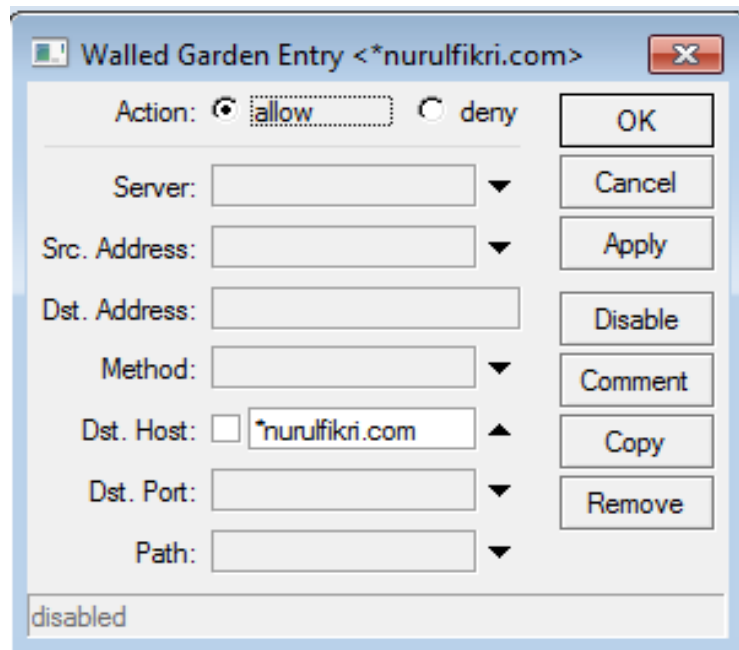 Walled Garden Entry <*nurulfikri.com>
Action: allow deny
OK
Server:
Cancel
Src. Address:
Apply
Dst. Address:
Disable
Method:
Comment
Dst. Host: *nurulfikri.com
Copy
Dst. Port:
Remove
Path:
disabled